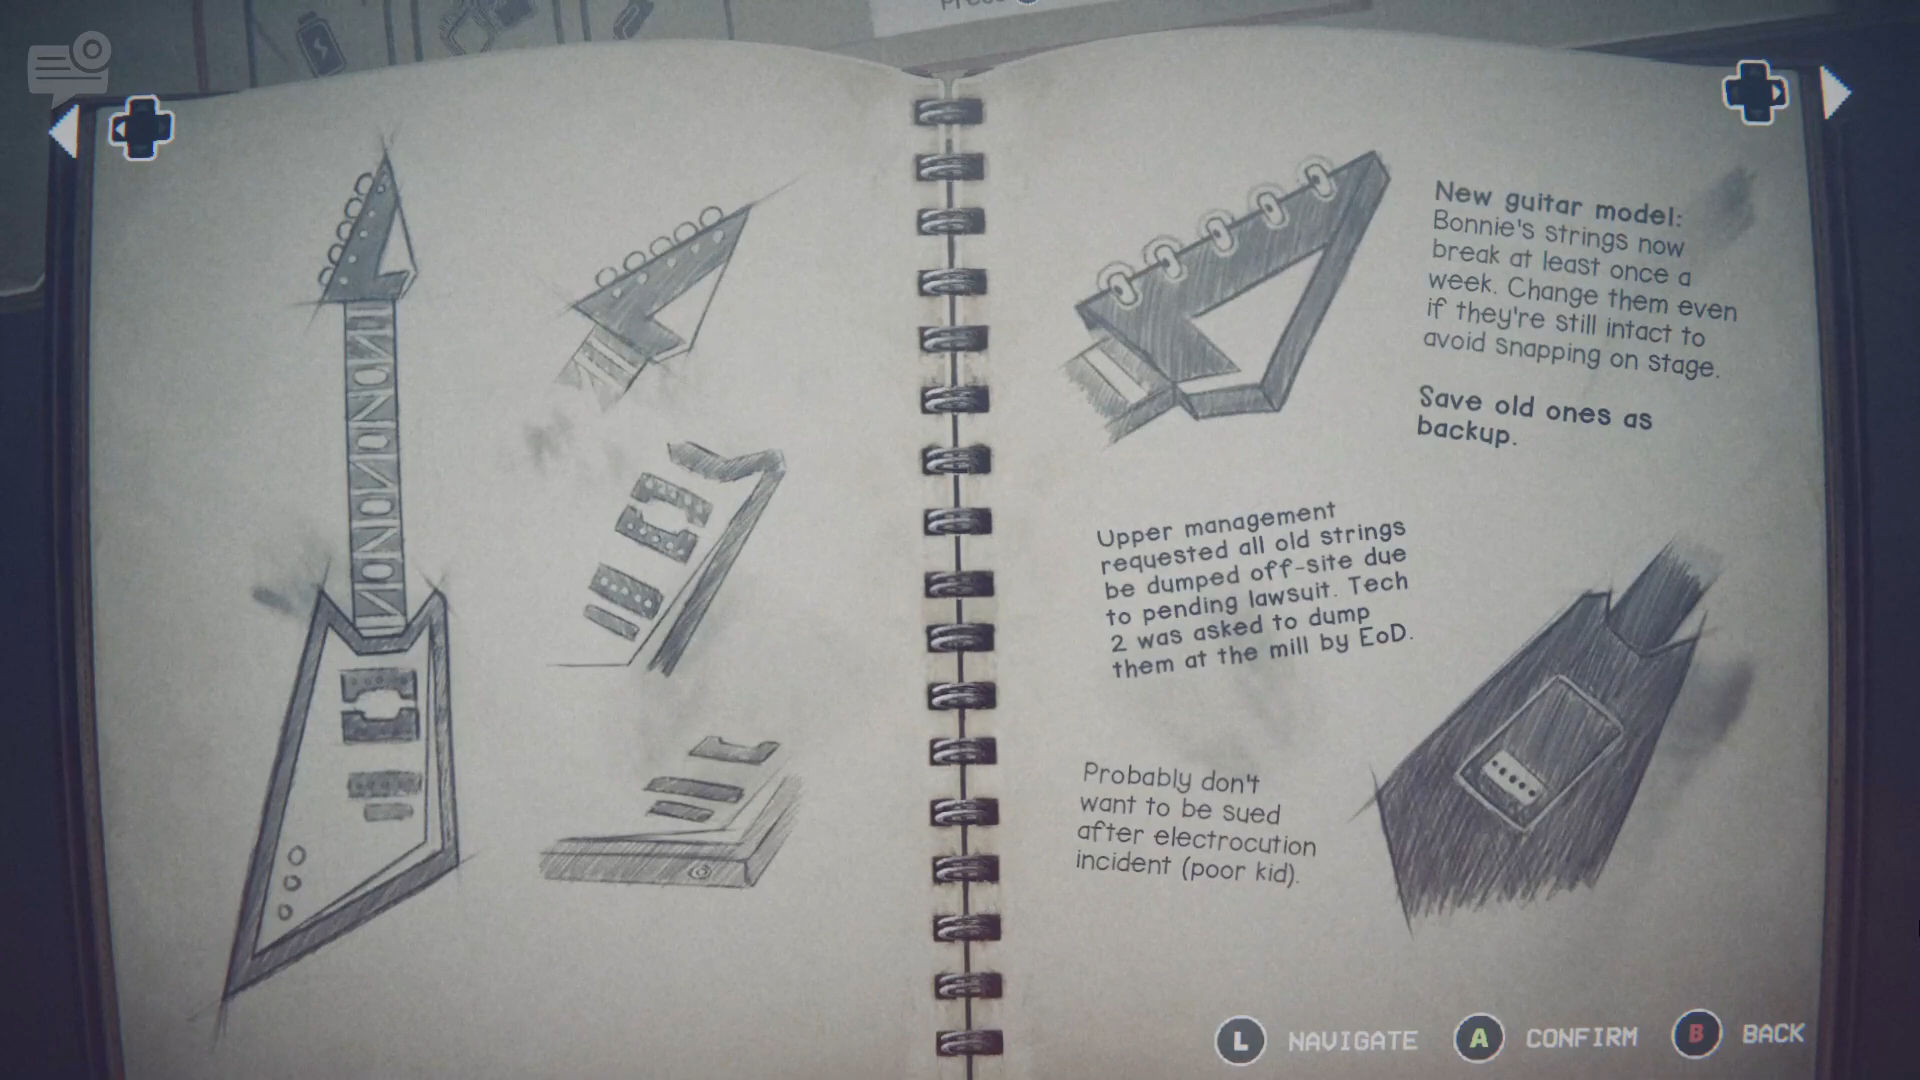 New guitar model:
Bonnie's strings now
break at least once a
week. Change them even
if they're still intact to
avoid snapping on stage.
Save old ones as
backup.
Upper management
requested all old strings
be dumped off-site due
to pending lawsuit. Tech
2 was asked to dump
them at the mill by EoD.
Probably don't
want to be sued
after electrocution
incident (poor kid).
L NAVIGATE A CONFIRM B BACK